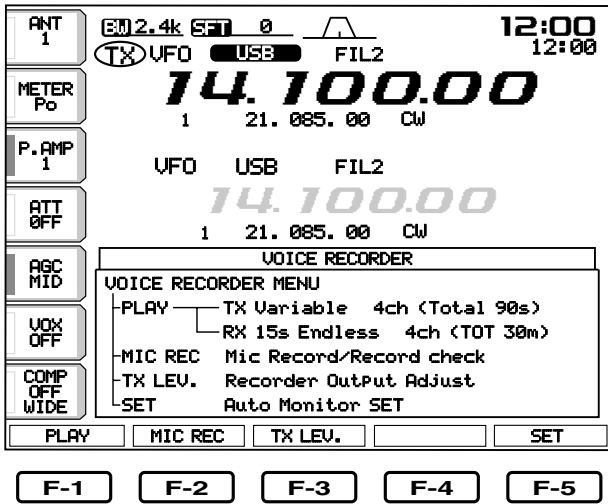 ANT
1
BW 2.4k SFT 0
12:00
TX VFO USB FIL2
12:00
METER
Po
14.100.00
1 21.085.00 CW
P.AMP
1
VFO USB FIL2
14.100.00
ATT
OFF
1 21.085.00 CW
AGC
MID
VOICE RECORDER
VOICE RECORDER MENU
PLAY TX Variable 4ch (Total 90s)
RX 15s Endless 4ch (TOT 30m)
VOX
OFF
MIC REC Mic Record/Record check
COMP
OFF
WIDE
TX LEV. Recorder Output Adjust
SET Auto Monitor SET
PLAY MIC REC TX LEV. SET
F-1 F-2 F-3 F-4 F-5